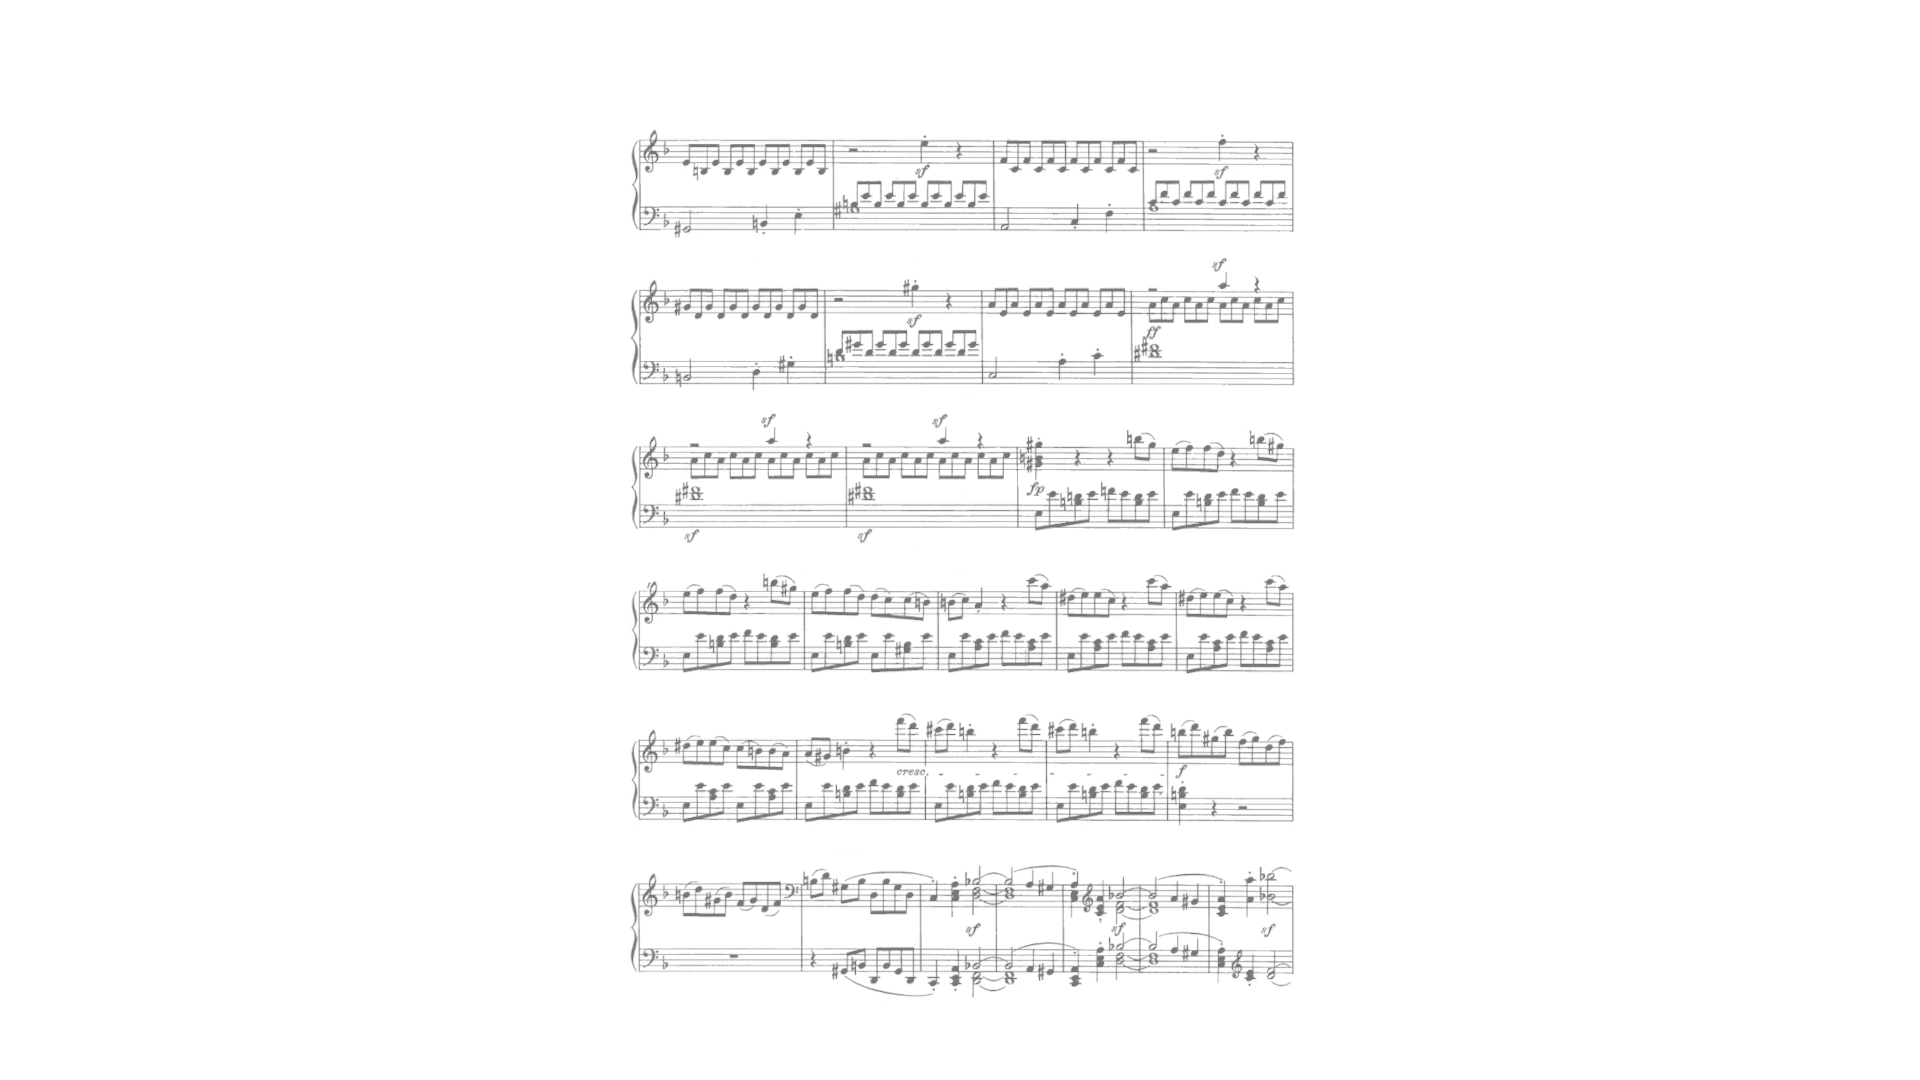 sf sf
sf
sf
ff
sf sf
fp
sf sf
cresc.
f
sf sf sf